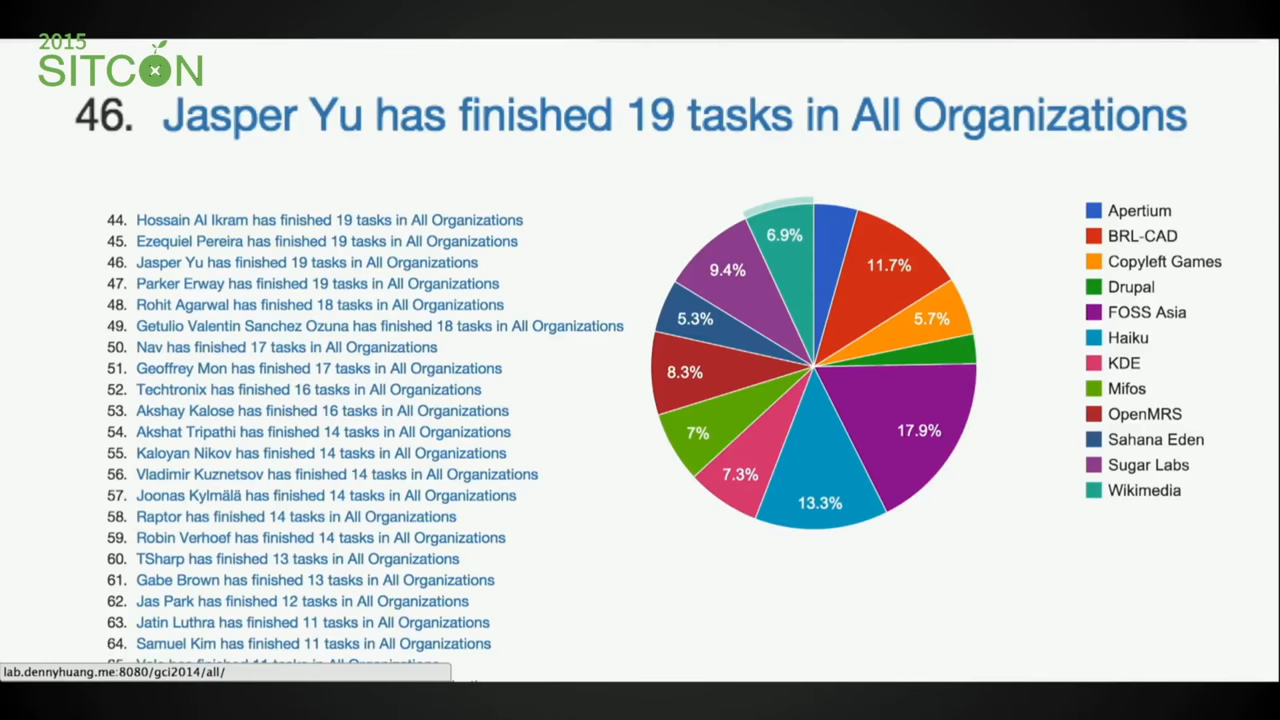 2015
SITCON
46. Jasper Yu has finished 19 tasks in All Organizations
44. Hossain Al Ikram has finished 19 tasks in All Organizations
45. Ezequiel Pereira has finished 19 tasks in All Organizations
46. Jasper Yu has finished 19 tasks in All Organizations
47. Parker Erway has finished 19 tasks in All Organizations
48. Rohit Agarwal has finished 18 tasks in All Organizations
49. Getulio Valentin Sanchez Ozuna has finished 18 tasks in All Organizations
50. Nav has finished 17 tasks in All Organizations
51. Geoffrey Mon has finished 17 tasks in All Organizations
52. Techtronix has finished 16 tasks in All Organizations
53. Akshay Kalose has finished 16 tasks in All Organizations
54. Akshat Tripathi has finished 14 tasks in All Organizations
55. Kaloyan Nikov has finished 14 tasks in All Organizations
56. Vladimir Kuznetsov has finished 14 tasks in All Organizations
57. Joonas Kylmälä has finished 14 tasks in All Organizations
58. Raptor has finished 14 tasks in All Organizations
59. Robin Verhoef has finished 14 tasks in All Organizations
60. TSharp has finished 13 tasks in All Organizations
61. Gabe Brown has finished 13 tasks in All Organizations
62. Jas Park has finished 12 tasks in All Organizations
63. Jatin Luthra has finished 11 tasks in All Organizations
64. Samuel Kim has finished 11 tasks in All Organizations
has finished 11 tasks in All Organizations
6.9%
11.7%
9.4%
5.3%
5.7%
8.3%
17.9%
7%
7.3%
13.3%
Apertium
BRL-CAD
Copyleft Games
Drupal
FOSS Asia
Haiku
KDE
Mifos
OpenMRS
Sahana Eden
Sugar Labs
Wikimedia
lab.dennyhuang.me:8080/gci2014/all/